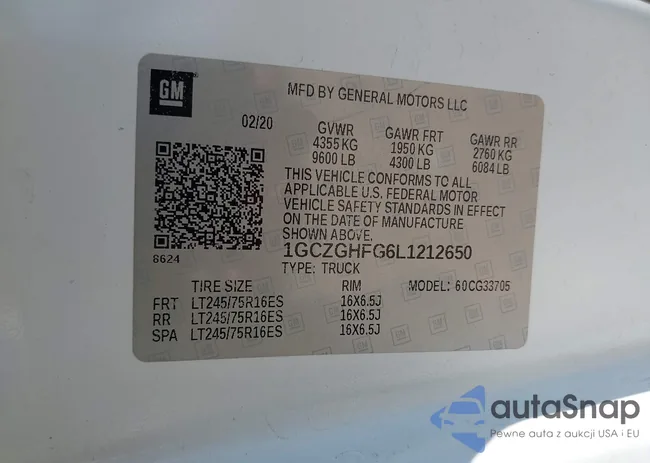 GM
MFD BY GENERAL MOTORS LLC
02/20 GVWR GAWR FRT GAWR RR
4355 KG 1950 KG 2760 KG
9600 LB 4300 LB 6084 LB
THIS VEHICLE CONFORMS TO ALL
APPLICABLE U.S. FEDERAL MOTOR
VEHICLE SAFETY STANDARDS IN EFFECT
ON THE DATE OF MANUFACTURE
SHOWN ABOVE.
8624 1GCZGHFG6L1212650
TYPE: TRUCK MODEL: 60CG33705
TIRE SIZE RIM
FRT LT245/75R16ES 16X6.5J
RR LT245/75R16ES 16X6.5J
SPA LT245/75R16ES 16X6.5J
autaSnap
Pewne auta z aukcji USA i EU